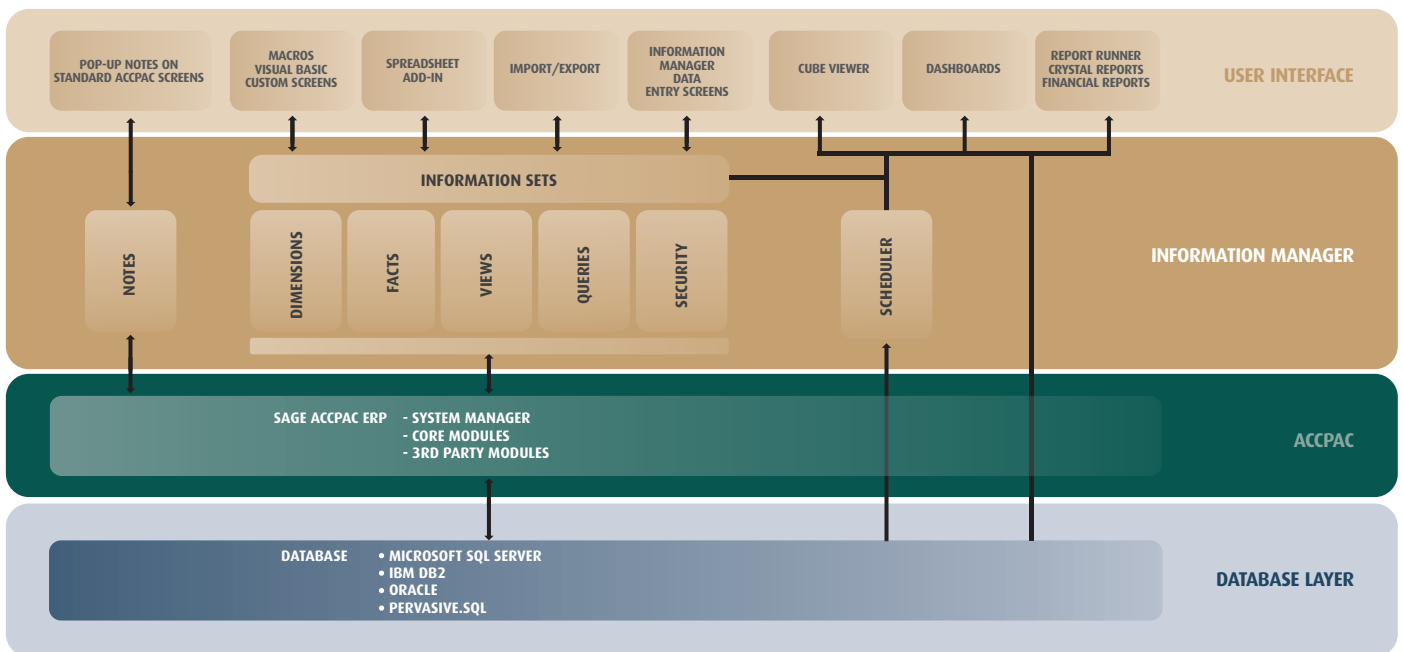 POP-UP NOTES ON
STANDARD ACCPAC SCREENS
MACROS
VISUAL BASIC
CUSTOM SCREENS
SPREADSHEET
ADD-IN
IMPORT/EXPORT
INFORMATION
MANAGER
DATA
ENTRY SCREENS
CUBE VIEWER
DASHBOARDS
REPORT RUNNER
CRYSTAL REPORTS
FINANCIAL REPORTS
USER INTERFACE
INFORMATION SETS
NOTES
DIMENSIONS
FACTS
VIEWS
QUERIES
SECURITY
SCHEDULER
INFORMATION MANAGER
SAGE ACCPAC ERP - SYSTEM MANAGER
- CORE MODULES
- 3RD PARTY MODULES
ACCPAC
DATABASE • MICROSOFT SQL SERVER
• IBM DB2
• ORACLE
• PERVASIVE.SQL
DATABASE LAYER